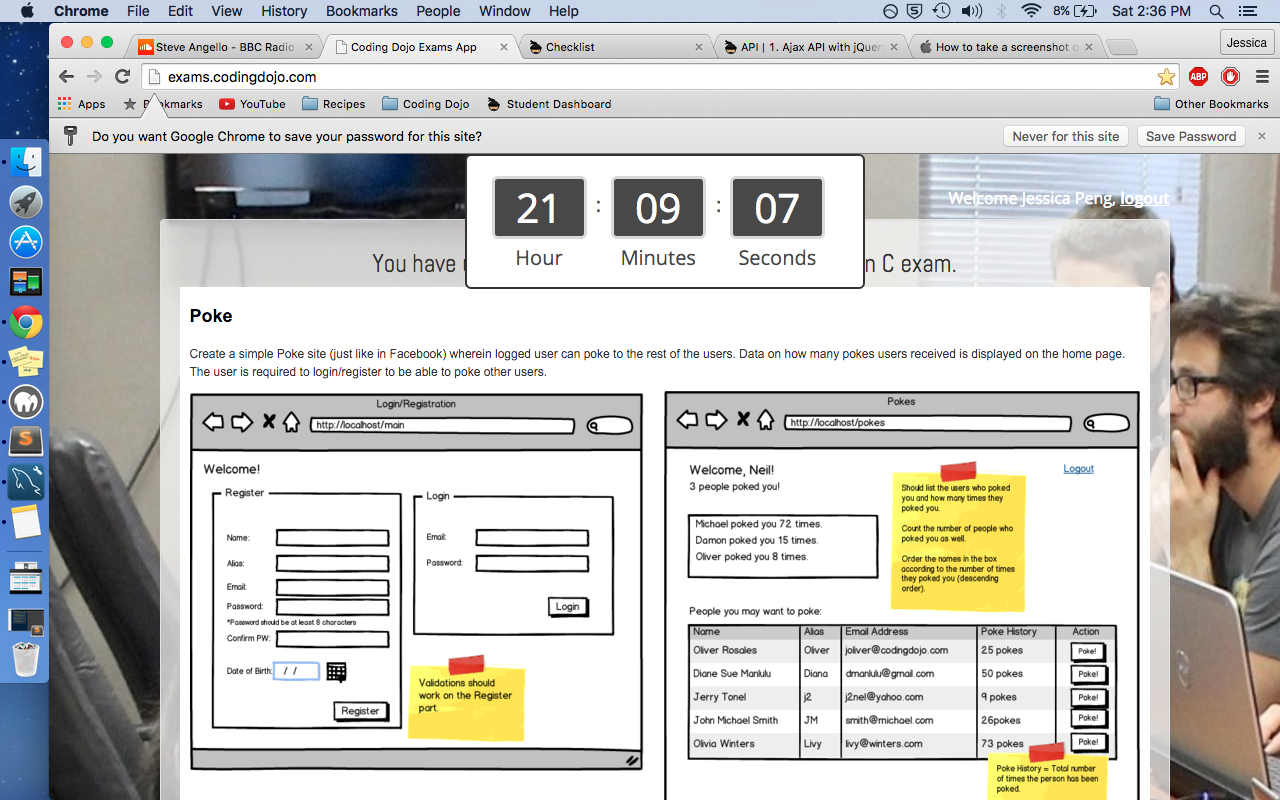 Chrome File Edit View History Bookmarks People Window Help 8% Sat 2:36 PM
Steve Angello - BBC Radio Coding Dojo Exams App Checklist API | 1. Ajax API with jQuer How to take a screenshot o Jessica
exams.codingdojo.com ABP
Apps Bookmarks YouTube Recipes Coding Dojo Student Dashboard Other Bookmarks
Do you want Google Chrome to save your password for this site? Never for this site Save Password
21 : 09 : 07
Hour Minutes Seconds
Welcome Jessica Peng, logout
You have n C exam.
Poke
Create a simple Poke site (just like in Facebook) wherein logged user can poke to the rest of the users. Data on how many pokes users received is displayed on the home page.
The user is required to login/register to be able to poke other users.
Login/Registration
http://localhost/main
Welcome!
Register
Name:
Alias:
Email:
Password:
*Password should be at least 8 characters
Confirm PW:
Date of Birth: / /
Register
Login
Email:
Password:
Login
Validations should
work on the Register
part.
Pokes
http://localhost/pokes
Welcome, Neil!
Logout
3 people poked you!
Michael poked you 72 times.
Damon poked you 15 times.
Oliver poked you 8 times.
Should list the users who poked
you and how many times they
poked you.
Count the number of people who
poked you as well.
Order the names in the box
according to the number of times
they poked you (descending
order).
People you may want to poke:
Name Alias Email Address Poke History Action
Oliver Rosales Oliver joliver@codingdojo.com 25 pokes Poke!
Diane Sue Manlulu Diana dmanlulu@gmail.com 50 pokes Poke!
Jerry Tonel j2 j2nel@yahoo.com 9 pokes Poke!
John Michael Smith JM smith@michael.com 26pokes Poke!
Olivia Winters Livy livy@winters.com 73 pokes Poke!
Poke History = Total number
of times the person has been
poked.